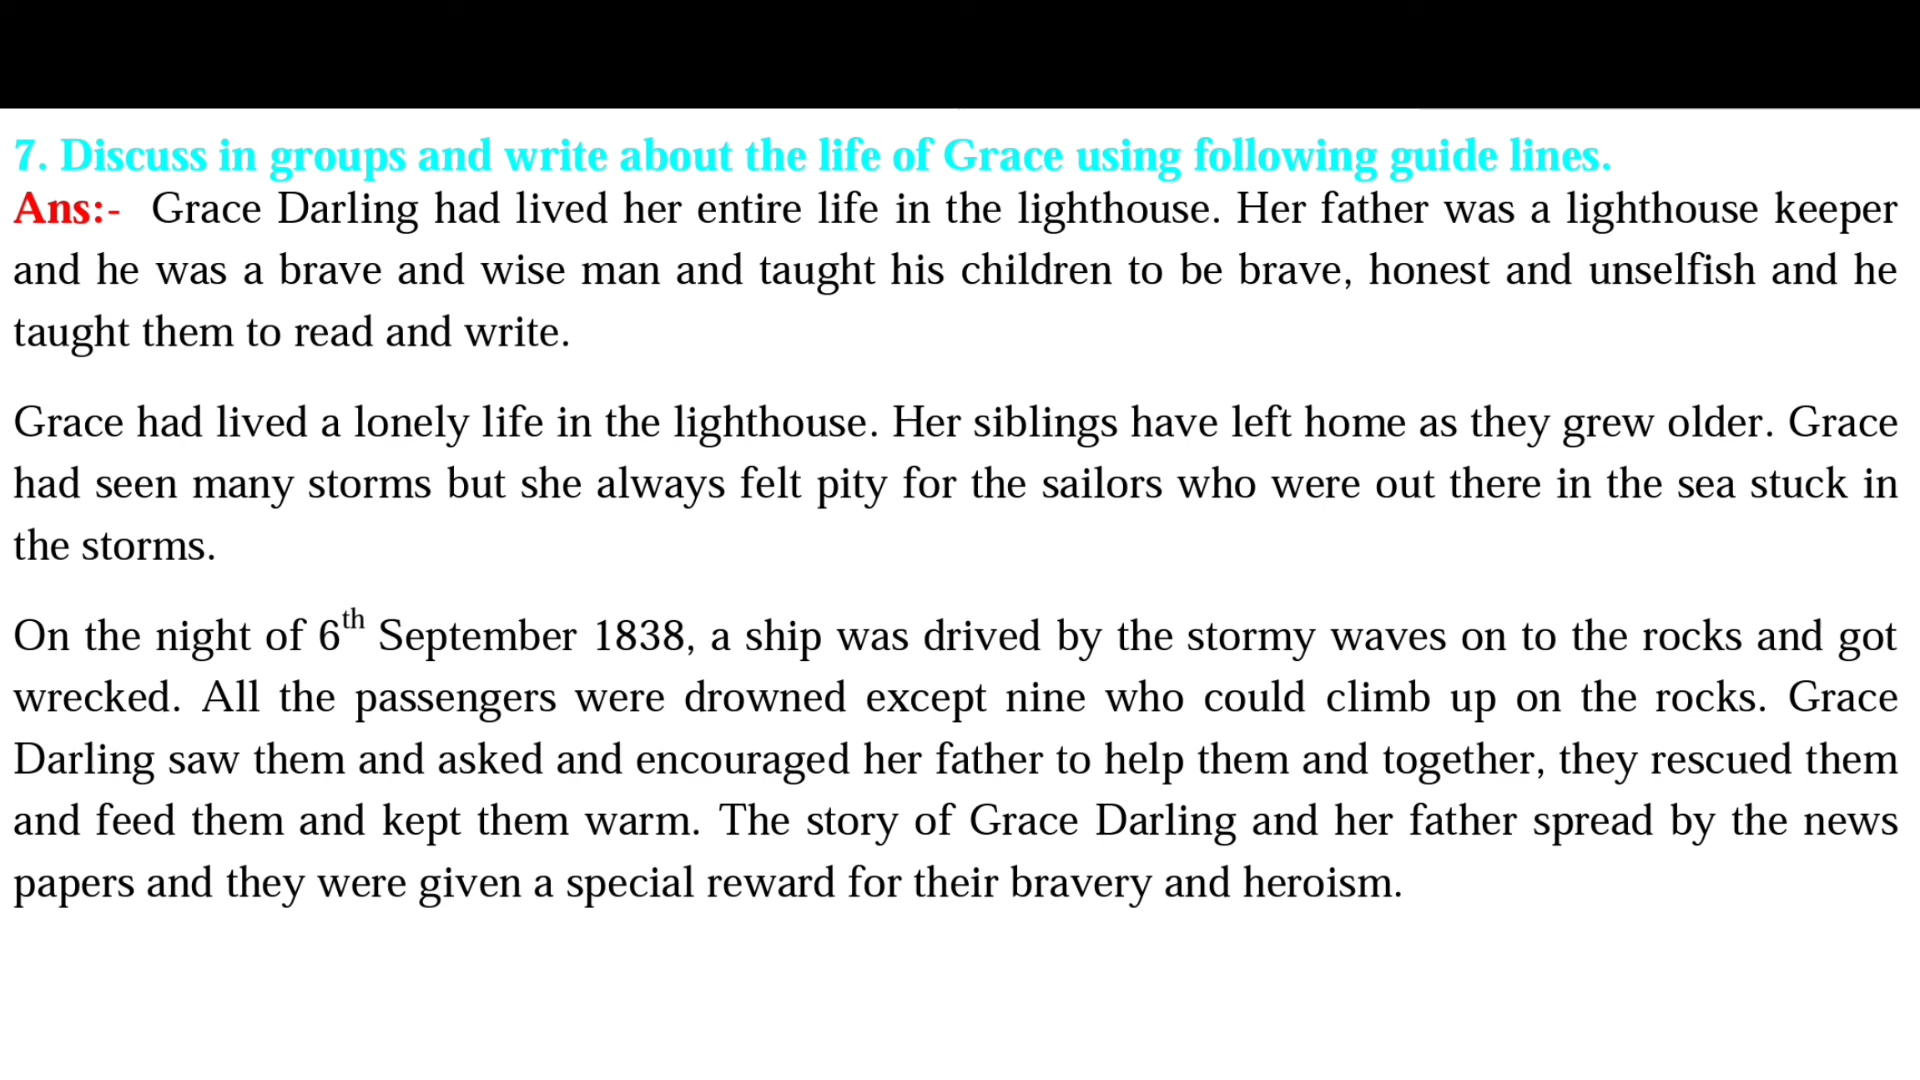 7. Discuss in groups and write about the life of Grace using following guide lines.
Ans:- Grace Darling had lived her entire life in the lighthouse. Her father was a lighthouse keeper
and he was a brave and wise man and taught his children to be brave, honest and unselfish and he
taught them to read and write.
Grace had lived a lonely life in the lighthouse. Her siblings have left home as they grew older. Grace
had seen many storms but she always felt pity for the sailors who were out there in the sea stuck in
the storms.
On the night of 6th September 1838, a ship was drived by the stormy waves on to the rocks and got
wrecked. All the passengers were drowned except nine who could climb up on the rocks. Grace
Darling saw them and asked and encouraged her father to help them and together, they rescued them
and feed them and kept them warm. The story of Grace Darling and her father spread by the news
papers and they were given a special reward for their bravery and heroism.